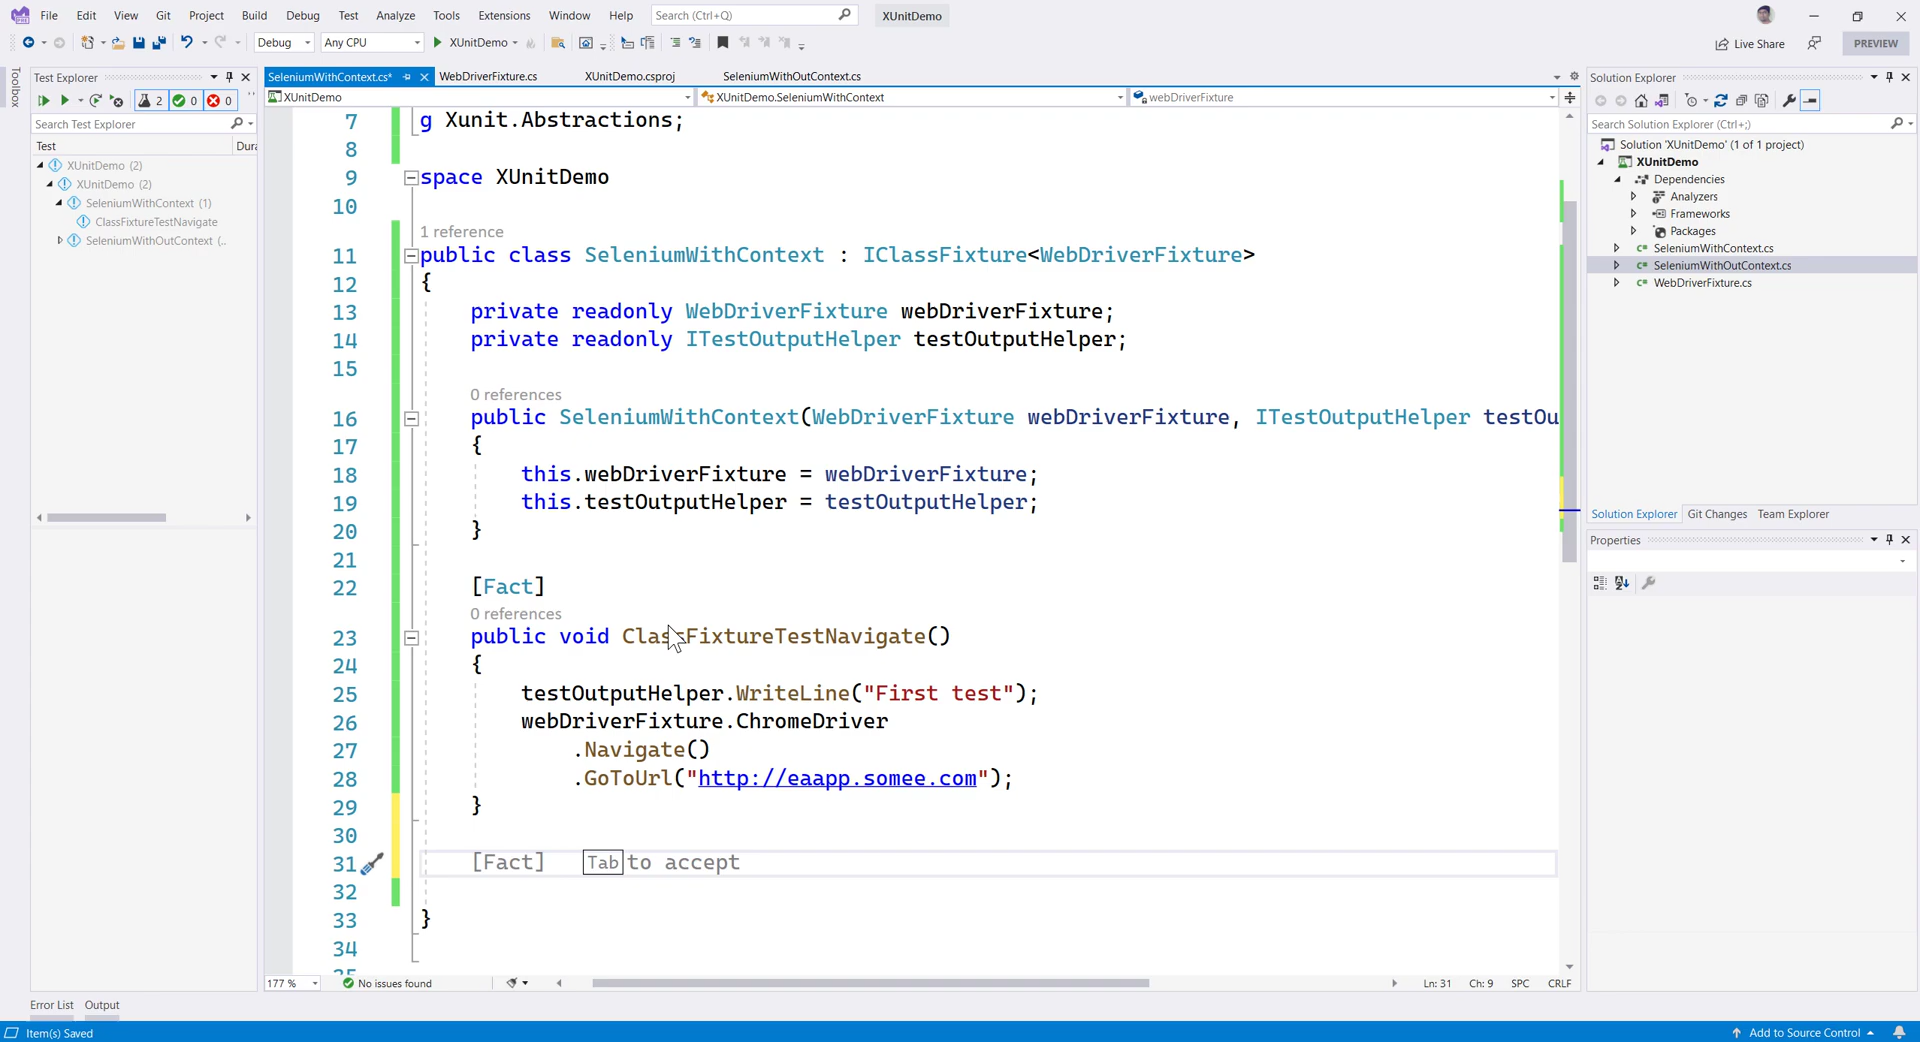 File Edit View Git Project Build Debug Test Analyze Tools Extensions Window Help Search (Ctrl+Q) XUnitDemo
Debug Any CPU XUnitDemo Live Share PREVIEW
Toolbox
Test Explorer
2 0 0
Search Test Explorer
Test Dura
XUnitDemo (2)
XUnitDemo (2)
SeleniumWithContext (1)
ClassFixtureTestNavigate
SeleniumWithOutContext (..
SeleniumWithContext.cs* WebDriverFixture.cs XUnitDemo.csproj SeleniumWithOutContext.cs
XUnitDemo XUnitDemo.SeleniumWithContext webDriverFixture
7 g Xunit.Abstractions;
8
9 space XUnitDemo
10
1 reference
11 public class SeleniumWithContext : IClassFixture<WebDriverFixture>
12 {
13 private readonly WebDriverFixture webDriverFixture;
14 private readonly ITestOutputHelper testOutputHelper;
15
0 references
16 public SeleniumWithContext(WebDriverFixture webDriverFixture, ITestOutputHelper testOu
17 {
18 this.webDriverFixture = webDriverFixture;
19 this.testOutputHelper = testOutputHelper;
20 }
21
22 [Fact]
0 references
23 public void ClassFixtureTestNavigate()
24 {
25 testOutputHelper.WriteLine("First test");
26 webDriverFixture.ChromeDriver
27 .Navigate()
28 .GoToUrl("http://eaapp.somee.com");
29 }
30
31 [Fact] Tab to accept
32
33 }
34
35
177 % No issues found Ln: 31 Ch: 9 SPC CRLF
Solution Explorer
Search Solution Explorer (Ctrl+;)
Solution 'XUnitDemo' (1 of 1 project)
XUnitDemo
Dependencies
Analyzers
Frameworks
Packages
SeleniumWithContext.cs
SeleniumWithOutContext.cs
WebDriverFixture.cs
Solution Explorer Git Changes Team Explorer
Properties
Error List Output
Item(s) Saved Add to Source Control